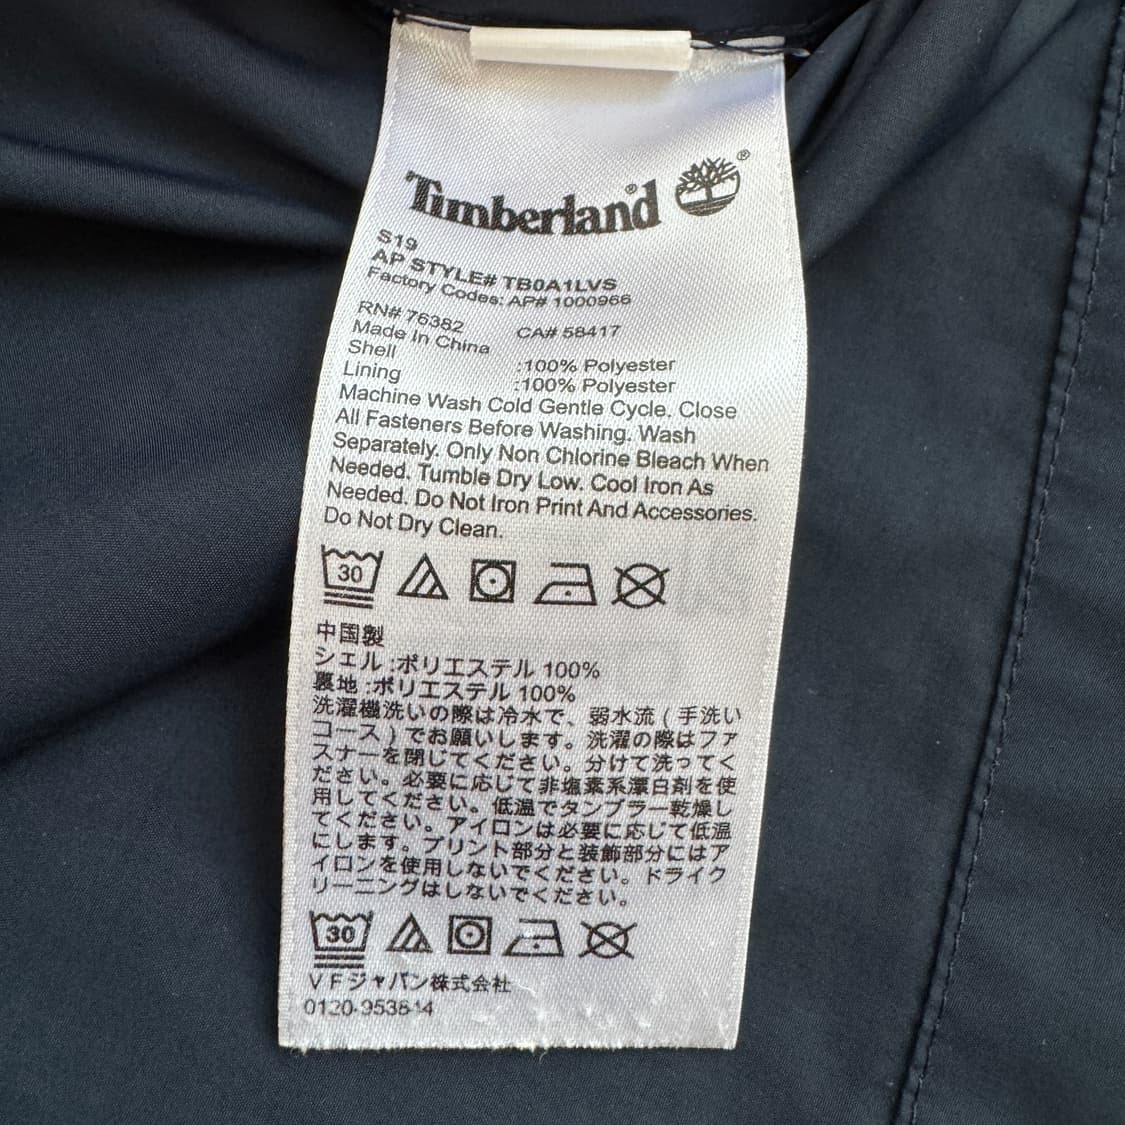 Timberland ®
S19
AP STYLE# TB0A1LVS
Factory Codes: AP# 1000966
RN# 76382 CA# 58417
Made In China
Shell :100% Polyester
Lining :100% Polyester
Machine Wash Cold Gentle Cycle. Close
All Fasteners Before Washing. Wash
Separately. Only Non Chlorine Bleach When
Needed. Tumble Dry Low. Cool Iron As
Needed. Do Not Iron Print And Accessories.
Do Not Dry Clean.
30
中国製
シェル :ポリエステル 100%
裏地 :ポリエステル 100%
洗濯機洗いの際は冷水で、弱水流 ( 手洗い
コース ) でお願いします。洗濯の際はファ
スナーを閉じてください。分けて洗ってく
ださい。必要に応じて非塩素系漂白剤を使
用してください。低温でタンブラー乾燥し
てください。アイロンは必要に応じて低温
にします。プリント部分と装飾部分にはア
イロンを使用しないでください。ドライク
リーニングはしないでください。
30
VFジャパン株式会社
0120-953844